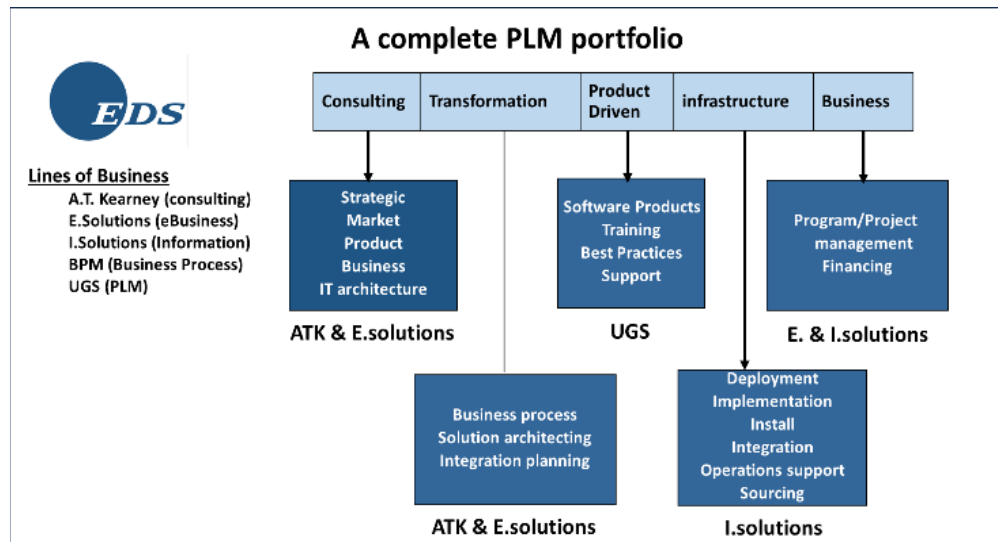 A complete PLM portfolio
EDS
Consulting
Transformation
Product
Driven
infrastructure
Business
Lines of Business
A.T. Kearney (consulting)
E.Solutions (eBusiness)
I.Solutions (Information)
BPM (Business Process)
UGS (PLM)
Strategic
Market
Product
Business
IT architecture
ATK & E.solutions
Software Products
Training
Best Practices
Support
UGS
Program/Project
management
Financing
E. & I.solutions
Business process
Solution architecting
Integration planning
ATK & E.solutions
Deployment
Implementation
Install
Integration
Operations support
Sourcing
I.solutions